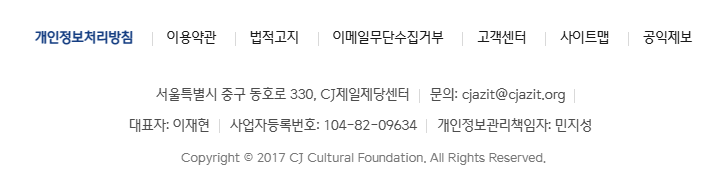 개인정보처리방침 | 이용약관 | 법적고지 | 이메일무단수집거부 | 고객센터 | 사이트맵 | 공익제보
서울특별시 중구 동호로 330, CJ제일제당센터 | 문의: cjazit@cjazit.org |
대표자: 이재현 | 사업자등록번호: 104-82-09634 | 개인정보관리책임자: 민지성
Copyright © 2017 CJ Cultural Foundation. All Rights Reserved.